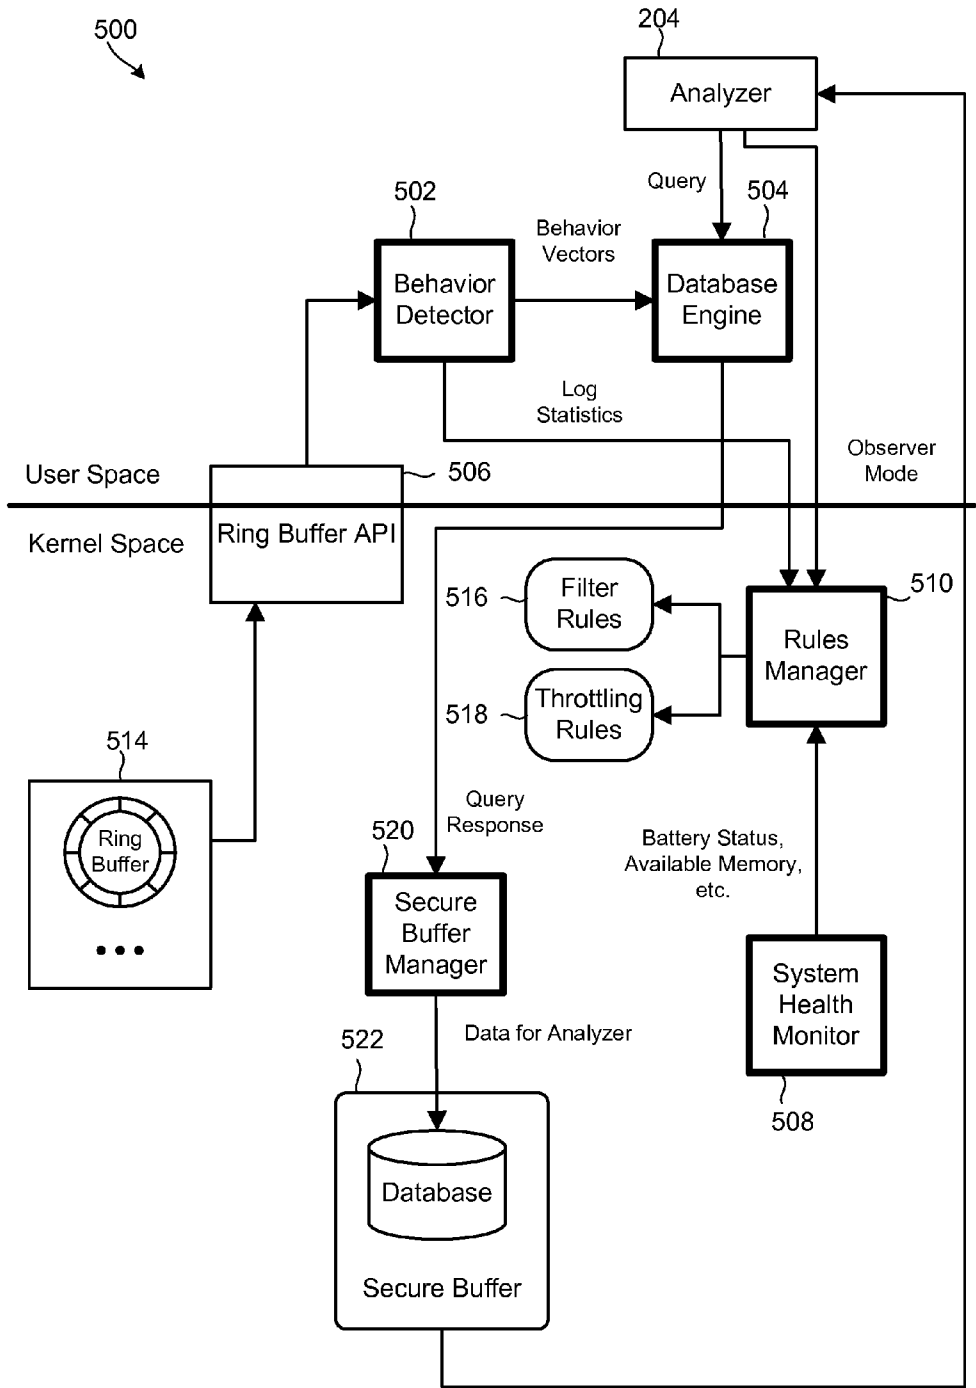 500
204
Analyzer
Query
504
502
Behavior
Vectors
Behavior
Detector
Database
Engine
Log
Statistics
Observer
Mode
User Space
506
Kernel Space
Ring Buffer API
516
Filter
Rules
510
Rules
Manager
518
Throttling
Rules
514
Ring
Buffer
Query
Response
520
Battery Status,
Available Memory,
etc.
Secure
Buffer
Manager
System
Health
Monitor
Data for Analyzer
522
508
Database
Secure Buffer